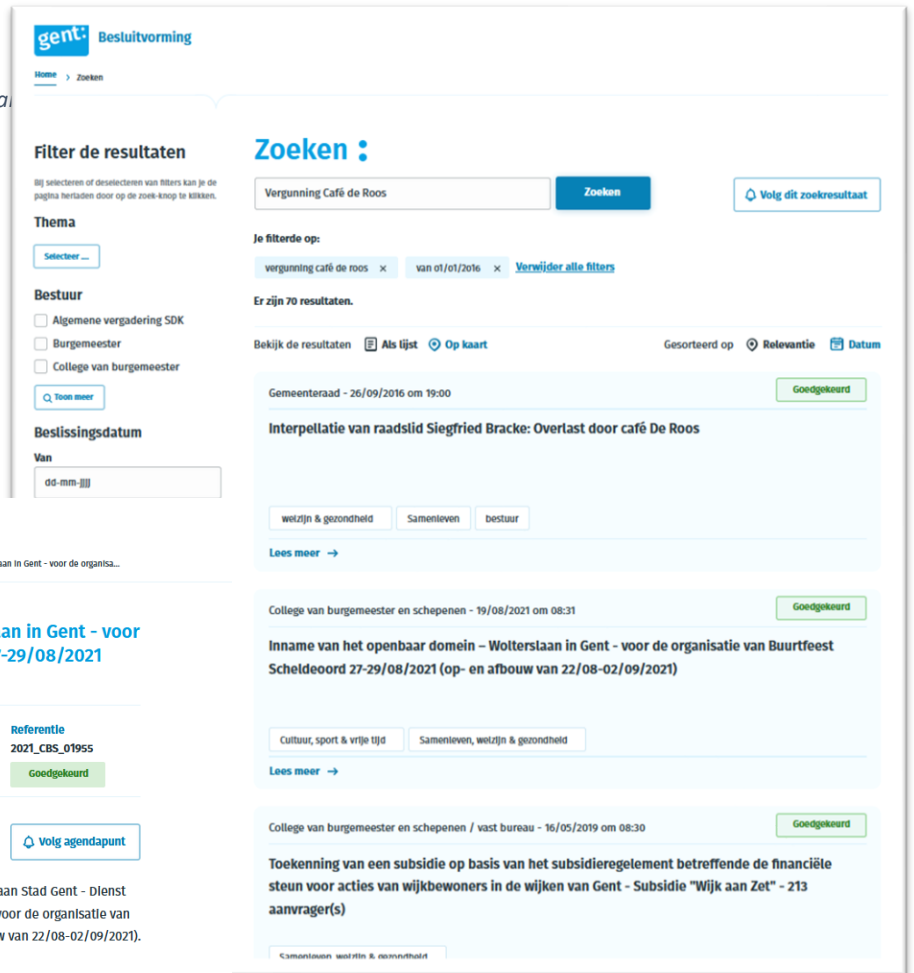 gent:
Besluitvorming
Home > Zoeken
Filter de resultaten
Bij selecteren of deselecteren van filters kan je de
pagina herladen door op de zoek-knop te klikken.
Thema
Selecteer ...
Bestuur
Algemene vergadering SDK
Burgemeester
College van burgemeester
Toon meer
Beslissingsdatum
Van
dd-mm-jjjj
Zoeken :
Vergunning Café de Roos
Zoeken
Volg dit zoekresultaat
Je filterde op:
vergunning café de roos × van 01/01/2016 × Verwijder alle filters
Er zijn 70 resultaten.
Bekijk de resultaten Als lijst Op kaart Gesorteerd op Relevantie Datum
Gemeenteraad - 26/09/2016 om 19:00
Goedgekeurd
Interpellatie van raadslid Siegfried Bracke: Overlast door café De Roos
welzijn & gezondheid Samenleven bestuur
Lees meer →
College van burgemeester en schepenen - 19/08/2021 om 08:31
Goedgekeurd
Inname van het openbaar domein – Wolterslaan in Gent - voor de organisatie van Buurtfeest
Scheldeoord 27-29/08/2021 (op- en afbouw van 22/08-02/09/2021)
Cultuur, sport & vrije tijd Samenleven, welzijn & gezondheid
Lees meer →
College van burgemeester en schepenen / vast bureau - 16/05/2019 om 08:30
Goedgekeurd
Toekenning van een subsidie op basis van het subsidieregelement betreffende de financiële
steun voor acties van wijkbewoners in de wijken van Gent - Subsidie "Wijk aan Zet" - 213
aanvrager(s)
Samenleven, welzijn & gezondheid
aan in Gent - voor de organisa...
an in Gent - voor
-29/08/2021
Referentie
2021_CBS_01955
Goedgekeurd
Volg agendapunt
aan Stad Gent - Dienst
voor de organisatie van
w van 22/08-02/09/2021).